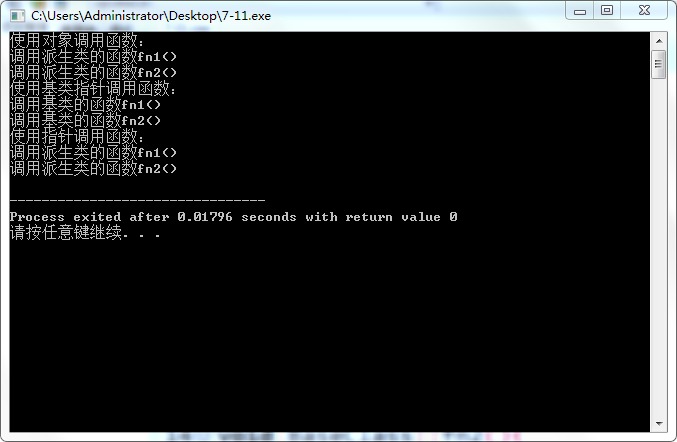 C:\Users\Administrator\Desktop\7-11.exe
使用对象调用函数:
调用派生类的函数fn1()
调用派生类的函数fn2()
使用基类指针调用函数:
调用基类的函数fn1()
调用基类的函数fn2()
使用指针调用函数:
调用派生类的函数fn1()
调用派生类的函数fn2()
--------------------------------
Process exited after 0.01796 seconds with return value 0
请按任意键继续. . .